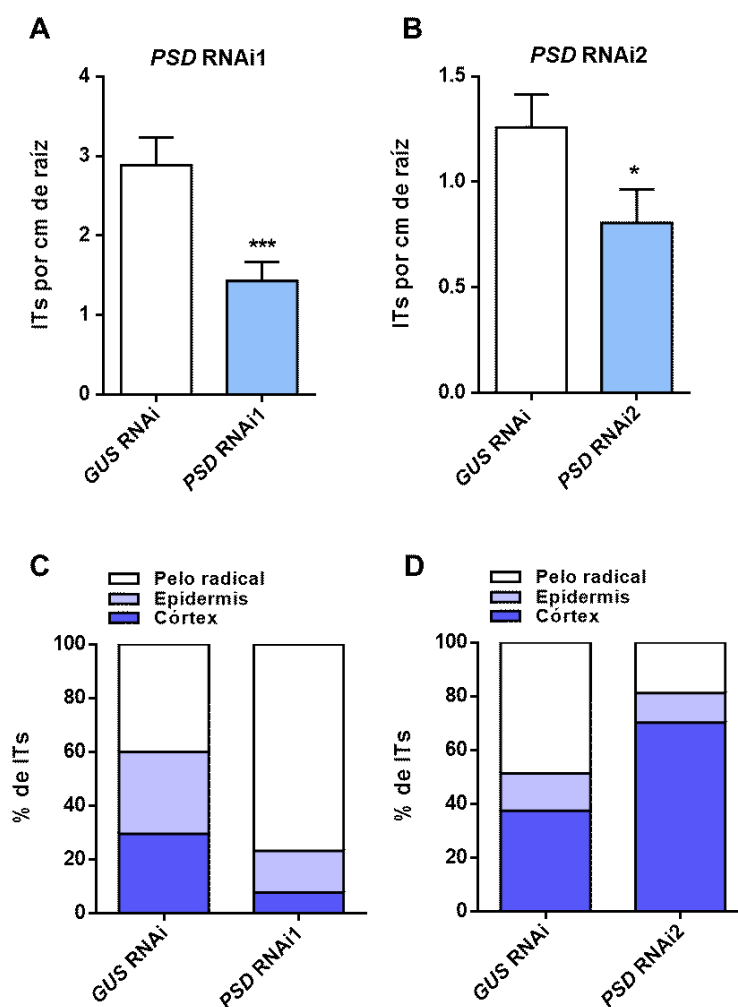 A
PSD RNAi1
ITs por cm de raíz
4
3
2
1
0
***
GUS RNAi
PSD RNAi1
B
PSD RNAi2
ITs por cm de raíz
1.5
1.0
0.5
0.0
*
GUS RNAi
PSD RNAi2
C
Pelo radical
Epidermis
Córtex
% de ITs
100
80
60
40
20
0
GUS RNAi
PSD RNAi1
D
Pelo radical
Epidermis
Córtex
% de ITs
100
80
60
40
20
0
GUS RNAi
PSD RNAi2